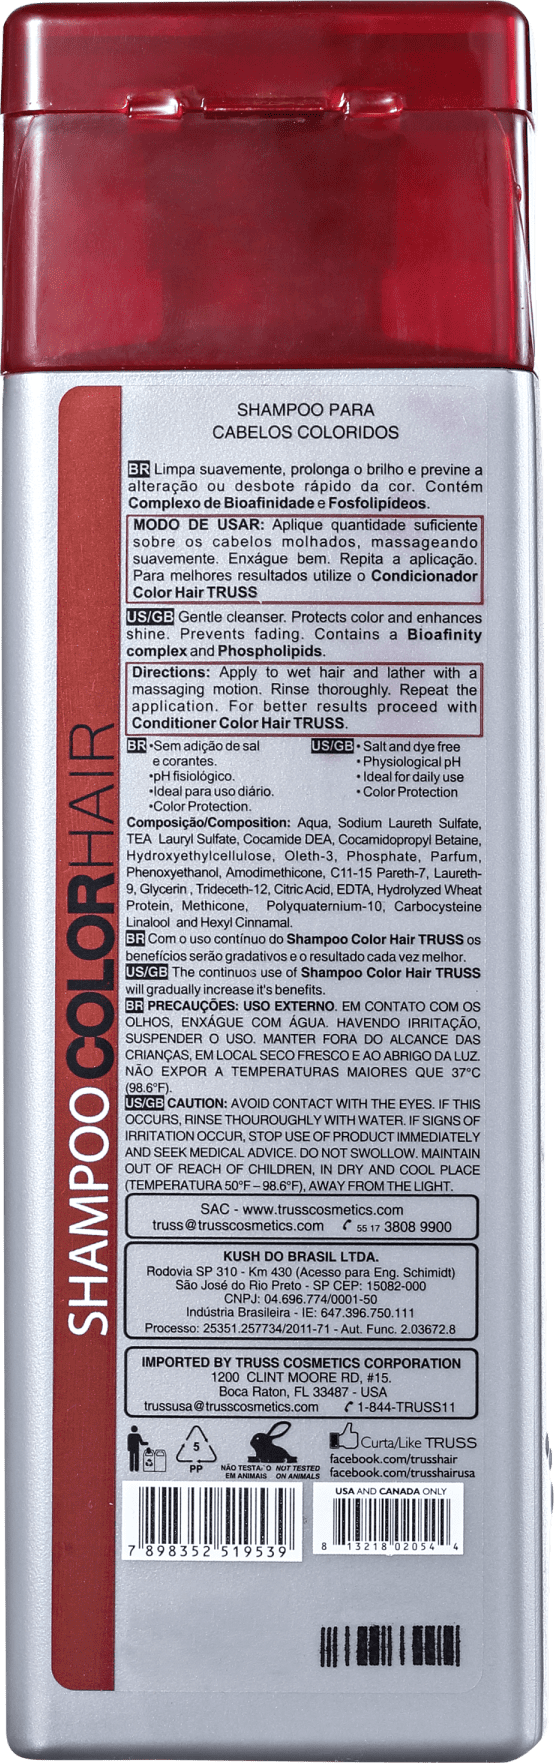 SHAMPOO COLORHAIR
SHAMPOO PARA
CABELOS COLORIDOS
BR Limpa suavemente, prolonga o brilho e previne a
alteração ou desbote rápido da cor. Contém
Complexo de Bioafinidade e Fosfolipídeos.
MODO DE USAR: Aplique quantidade suficiente
sobre os cabelos molhados, massageando
suavemente. Enxágue bem. Repita a aplicação.
Para melhores resultados utilize o Condicionador
Color Hair TRUSS
US/GB Gentle cleanser. Protects color and enhances
shine. Prevents fading. Contains a Bioafinity
complex and Phospholipids.
Directions: Apply to wet hair and lather with a
massaging motion. Rinse thoroughly. Repeat the
application. For better results proceed with
Conditioner Color Hair TRUSS.
BR •Sem adição de sal
e corantes.
•pH fisiológico.
•Ideal para uso diário.
•Color Protection.
US/GB • Salt and dye free
• Physiological pH
• Ideal for daily use
• Color Protection
Composição/Composition: Aqua, Sodium Laureth Sulfate,
TEA Lauryl Sulfate, Cocamide DEA, Cocamidopropyl Betaine,
Hydroxyethylcellulose, Oleth-3, Phosphate, Parfum,
Phenoxyethanol, Amodimethicone, C11-15 Pareth-7, Laureth-
9, Glycerin , Trideceth-12, Citric Acid, EDTA, Hydrolyzed Wheat
Protein, Methicone, Polyquaternium-10, Carbocysteine
Linalool and Hexyl Cinnamal.
BR Com o uso contínuo do Shampoo Color Hair TRUSS os
benefícios serão gradativos e o resultado cada vez melhor.
US/GB The continuos use of Shampoo Color Hair TRUSS
will gradually increase it's benefits.
BR PRECAUÇÕES: USO EXTERNO. EM CONTATO COM OS
OLHOS, ENXÁGUE COM ÁGUA. HAVENDO IRRITAÇÃO,
SUSPENDER O USO. MANTER FORA DO ALCANCE DAS
CRIANÇAS, EM LOCAL SECO FRESCO E AO ABRIGO DA LUZ.
NÃO EXPOR A TEMPERATURAS MAIORES QUE 37°C
(98.6°F).
US/GB CAUTION: AVOID CONTACT WITH THE EYES. IF THIS
OCCURS, RINSE THOUROUGHLY WITH WATER. IF SIGNS OF
IRRITATION OCCUR, STOP USE OF PRODUCT IMMEDIATELY
AND SEEK MEDICAL ADVICE. DO NOT SWOLLOW. MAINTAIN
OUT OF REACH OF CHILDREN, IN DRY AND COOL PLACE
(TEMPERATURA 50°F – 98.6°F), AWAY FROM THE LIGHT.
SAC - www.trusscosmetics.com
truss@trusscosmetics.com 55 17 3808 9900
KUSH DO BRASIL LTDA.
Rodovia SP 310 - Km 430 (Acesso para Eng. Schimidt)
São José do Rio Preto - SP CEP: 15082-000
CNPJ: 04.696.774/0001-50
Indústria Brasileira - IE: 647.396.750.111
Processo: 25351.257734/2011-71 - Aut. Func. 2.03672.8
IMPORTED BY TRUSS COSMETICS CORPORATION
1200 CLINT MOORE RD, #15.
Boca Raton, FL 33487 - USA
trussusa@trusscosmetics.com 1-844-TRUSS11
5
PP
NÃO TESTADO NOT TESTED
EM ANIMAIS ON ANIMALS
Curta/Like TRUSS
facebook.com/trusshair
facebook.com/trusshairusa
USA AND CANADA ONLY
7 898352 519539
8 13218 02054 4